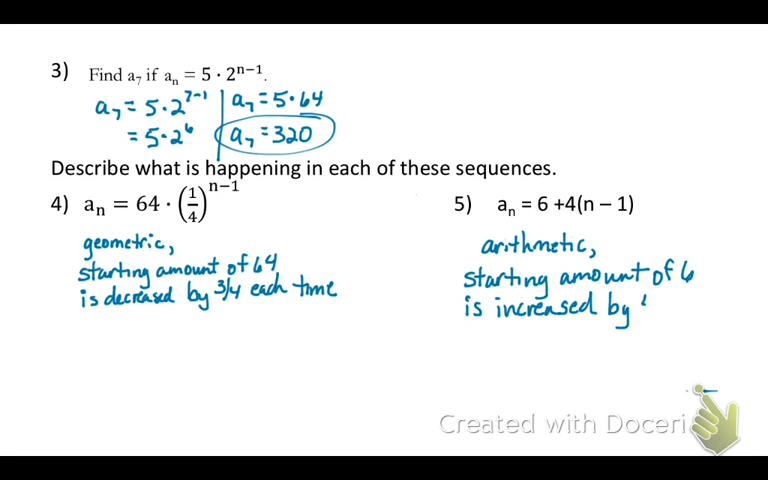 3) Find a₇ if aₙ = 5 · 2ⁿ⁻¹.
a₇ = 5·2⁷⁻¹
= 5·2⁶
a₇ = 5·64
a₇ = 320
Describe what is happening in each of these sequences.
4) aₙ = 64 · (1/4)ⁿ⁻¹
geometric,
starting amount of 64
is decreased by 3/4 each time
5) aₙ = 6 +4(n – 1)
arithmetic,
starting amount of 6
is increased by
Created with Doceri